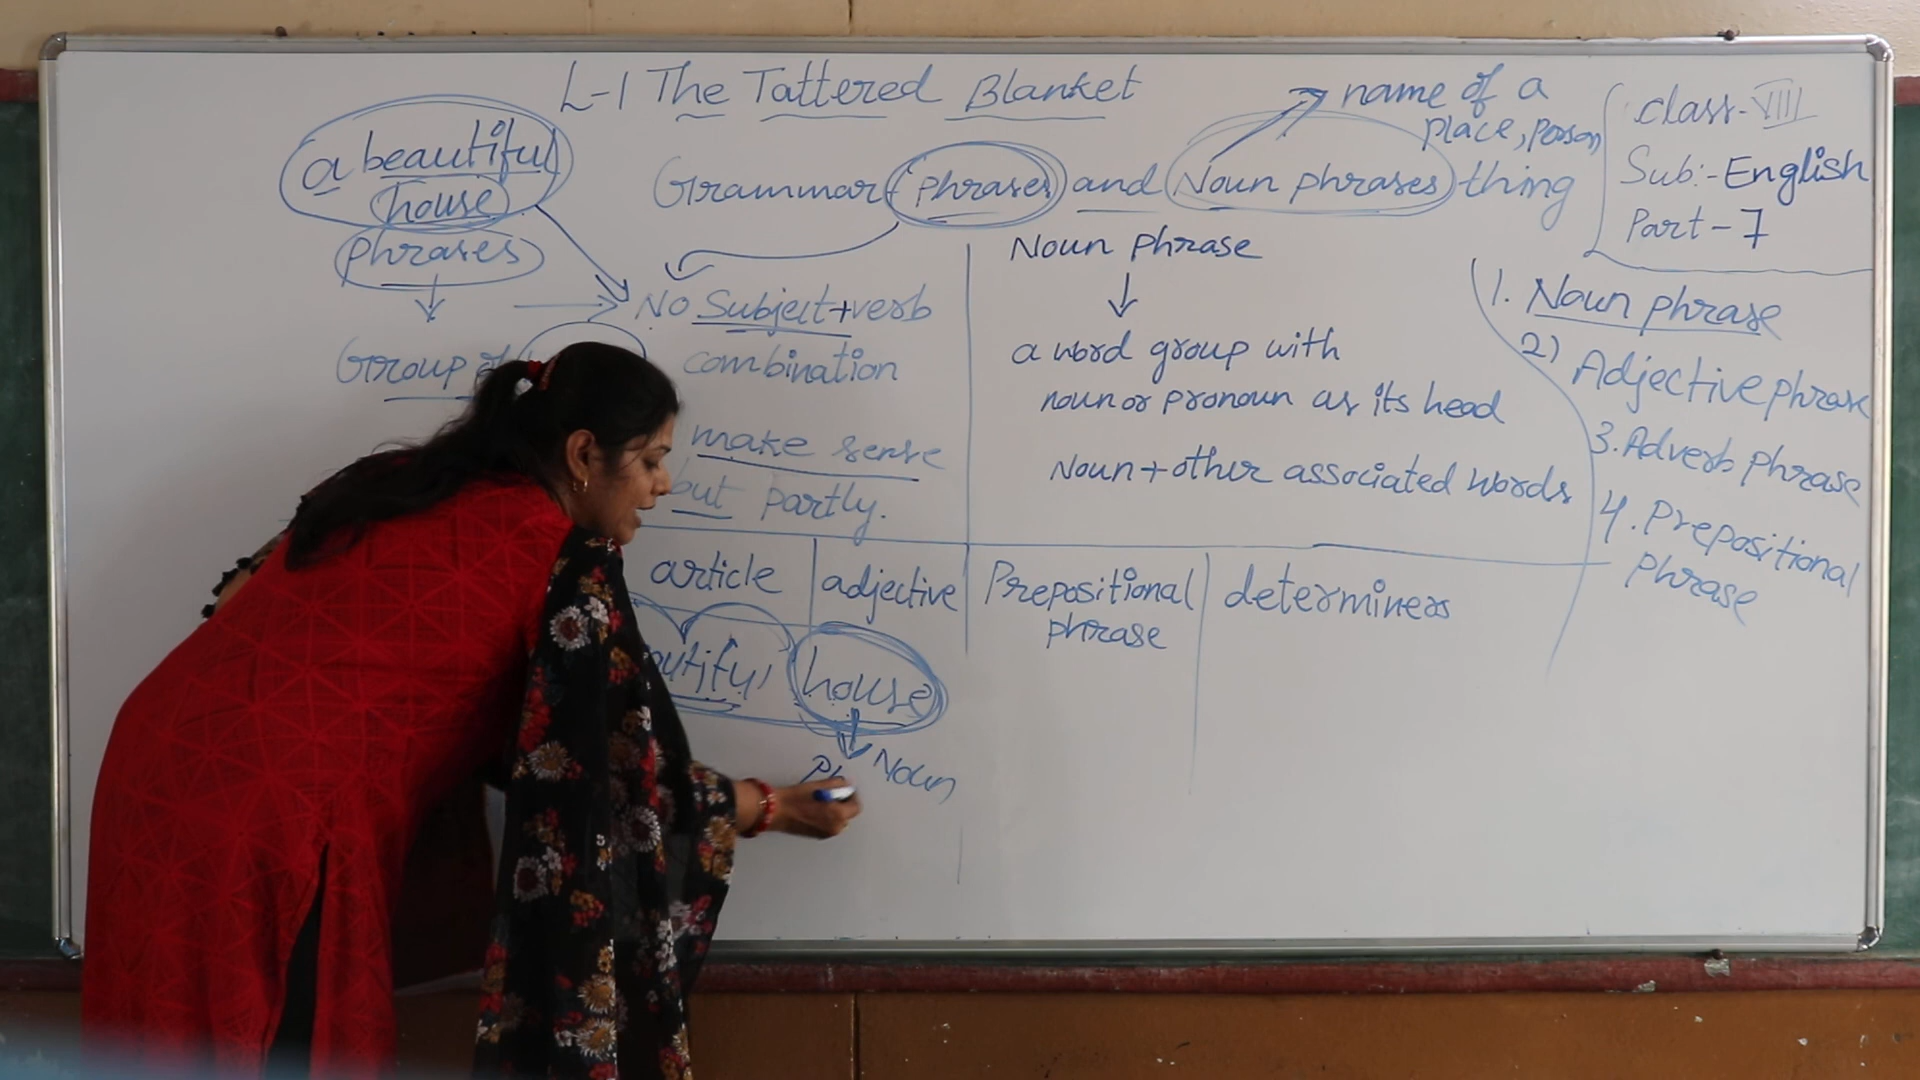 L-1 The Tattered Blanket
name of a
place, person
thing
Class- VIII
Sub:- English
Part - 7
a beautiful
house
Grammar (phrases and Noun phrases
phrases
Group of
No Subject+verb
combination
make sense
but partly.
Noun phrase
a word group with
noun or pronoun as its head
Noun + other associated words
1. Noun phrase
2) Adjective phrase
3. Adverb phrase
4. Prepositional
phrase
article
adjective
Prepositional
phrase
determiners
house
Noun
Ph